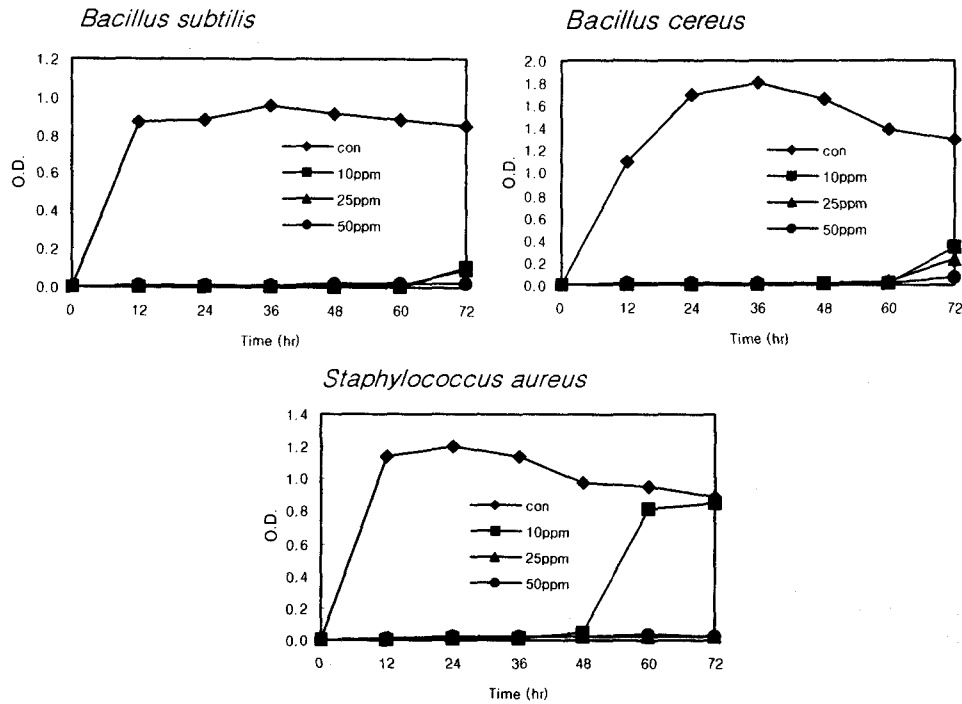 Bacillus subtilis
1.2
1.0
0.8
0.6
0.4
0.2
0.0
O.D.
con
10ppm
25ppm
50ppm
0 12 24 36 48 60 72
Time (hr)
Bacillus cereus
2.0
1.8
1.6
1.4
1.2
1.0
0.8
0.6
0.4
0.2
0.0
O.D.
con
10ppm
25ppm
50ppm
0 12 24 36 48 60 72
Time (hr)
Staphylococcus aureus
1.4
1.2
1.0
0.8
0.6
0.4
0.2
0.0
O.D.
con
10ppm
25ppm
50ppm
0 12 24 36 48 60 72
Time (hr)